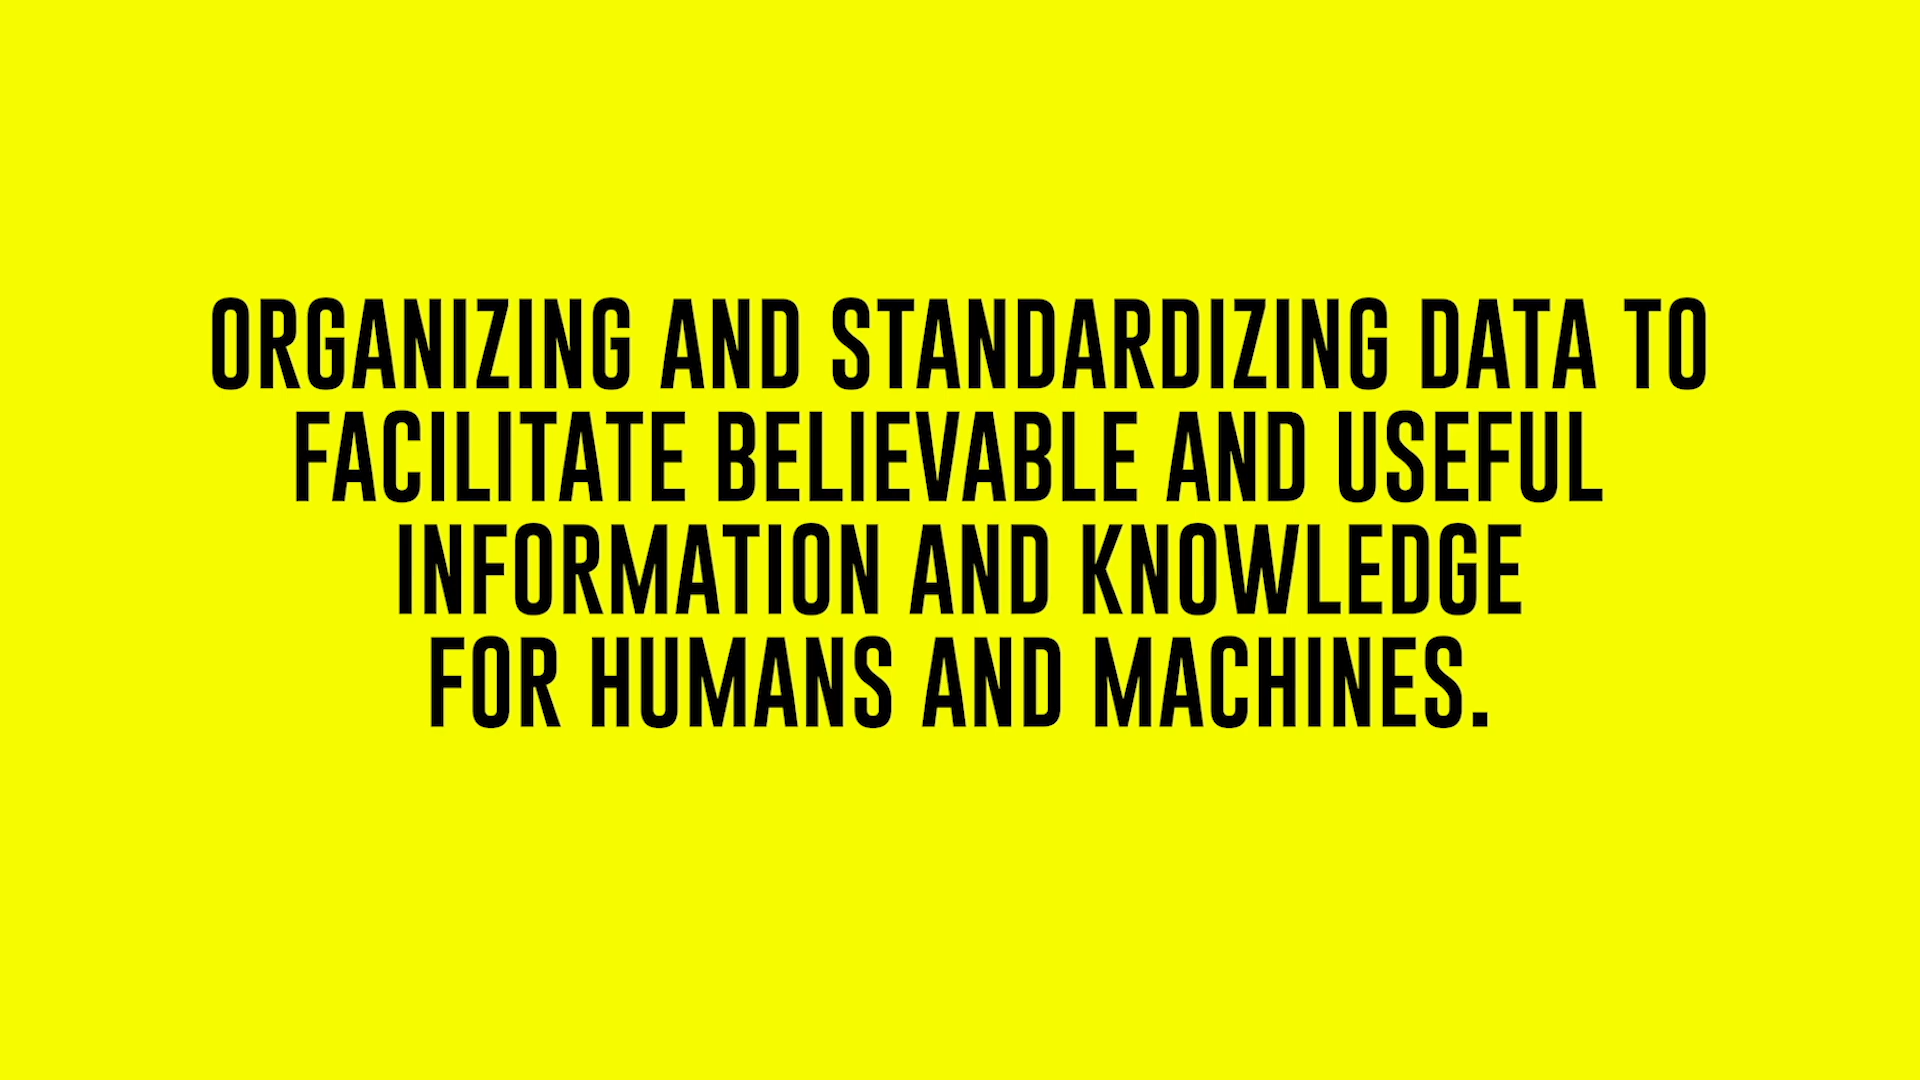 ORGANIZING AND STANDARDIZING DATA TO
FACILITATE BELIEVABLE AND USEFUL
INFORMATION AND KNOWLEDGE
FOR HUMANS AND MACHINES.